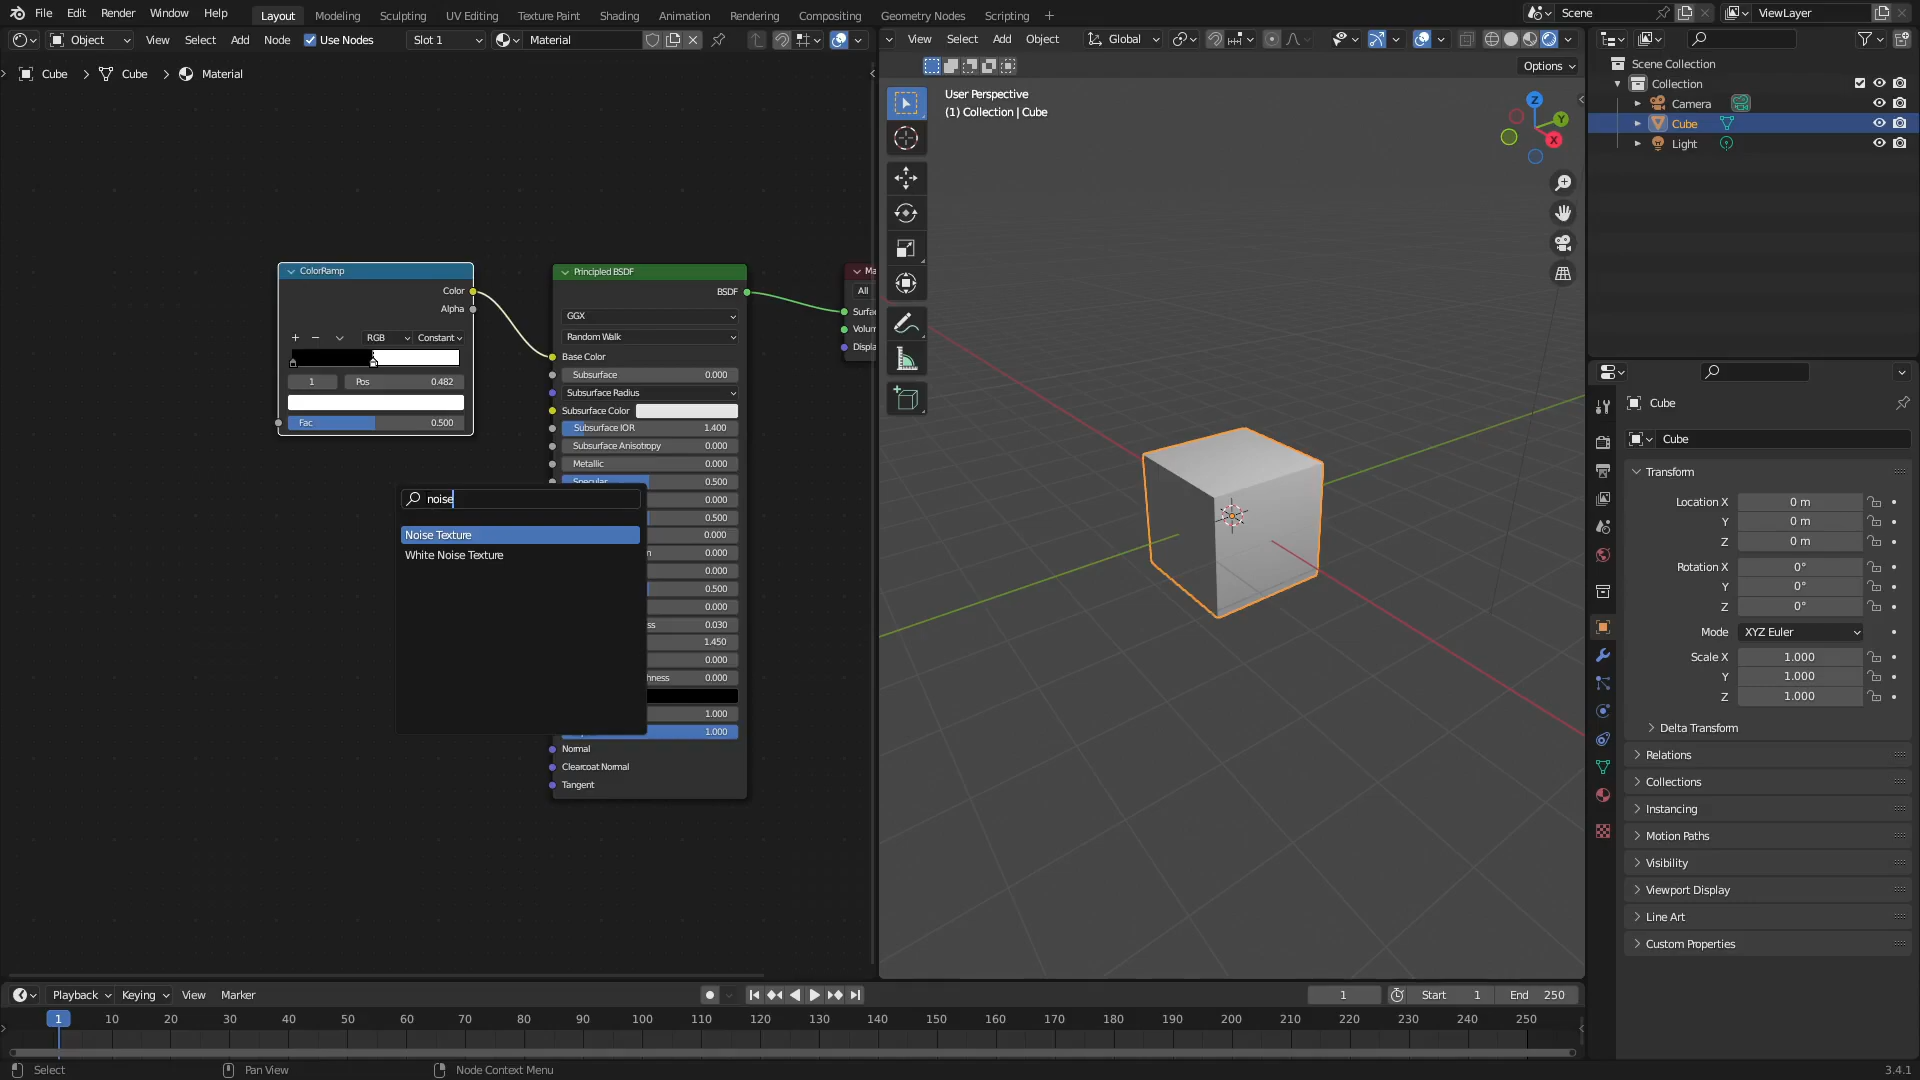 File Edit Render Window Help
Layout Modeling Sculpting UV Editing Texture Paint Shading Animation Rendering Compositing Geometry Nodes Scripting
Scene
ViewLayer
Object View Select Add Node Use Nodes Slot 1 Material
View Select Add Object Global
Options
Cube Cube Material
User Perspective
(1) Collection | Cube
Z
Y
X
Scene Collection
Collection
Camera
Cube
Light
ColorRamp
Color
Alpha
RGB Constant
1 Pos 0.482
Fac 0.500
Principled BSDF
BSDF
GGX
Random Walk
Base Color
Subsurface 0.000
Subsurface Radius
Subsurface Color
Subsurface IOR 1.400
Subsurface Anisotropy 0.000
Metallic 0.000
Specular 0.500
0.000
0.500
0.000
0.000
0.000
0.500
0.000
ss 0.030
1.450
0.000
hness 0.000
1.000
1.000
Normal
Clearcoat Normal
Tangent
Ma
All
Surfa
Volum
Displa
noise
Noise Texture
White Noise Texture
Cube
Cube
Transform
Location X 0 m
Y 0 m
Z 0 m
Rotation X 0°
Y 0°
Z 0°
Mode XYZ Euler
Scale X 1.000
Y 1.000
Z 1.000
Delta Transform
Relations
Collections
Instancing
Motion Paths
Visibility
Viewport Display
Line Art
Custom Properties
Playback Keying View Marker
1 Start 1 End 250
1 10 20 30 40 50 60 70 80 90 100 110 120 130 140 150 160 170 180 190 200 210 220 230 240 250
Select Pan View Node Context Menu 3.4.1